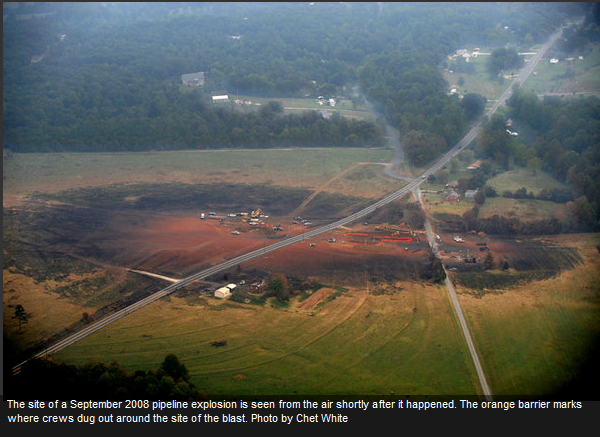 The site of a September 2008 pipeline explosion is seen from the air shortly after it happened. The orange barrier marks
where crews dug out around the site of the blast. Photo by Chet White